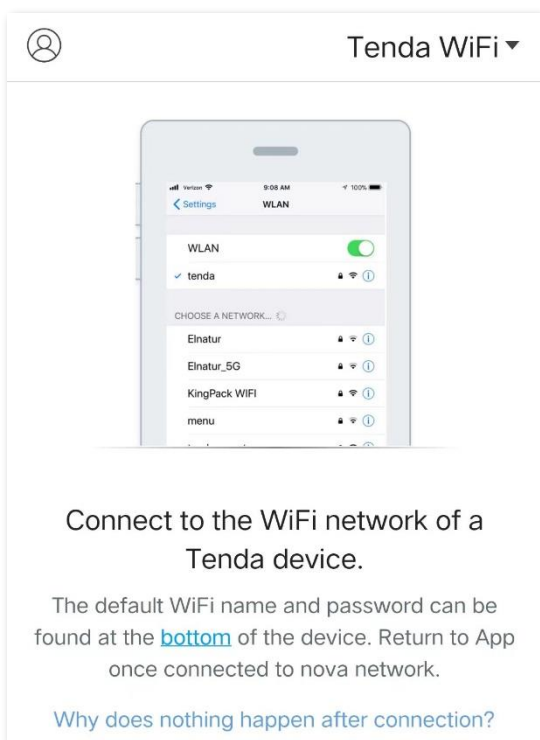 Tenda WiFi
Verizon 9:08 AM 100%
Settings WLAN
WLAN
tenda
CHOOSE A NETWORK...
Elnatur
Elnatur_5G
KingPack WIFI
menu
Connect to the WiFi network of a
Tenda device.
The default WiFi name and password can be
found at the bottom of the device. Return to App
once connected to nova network.
Why does nothing happen after connection?